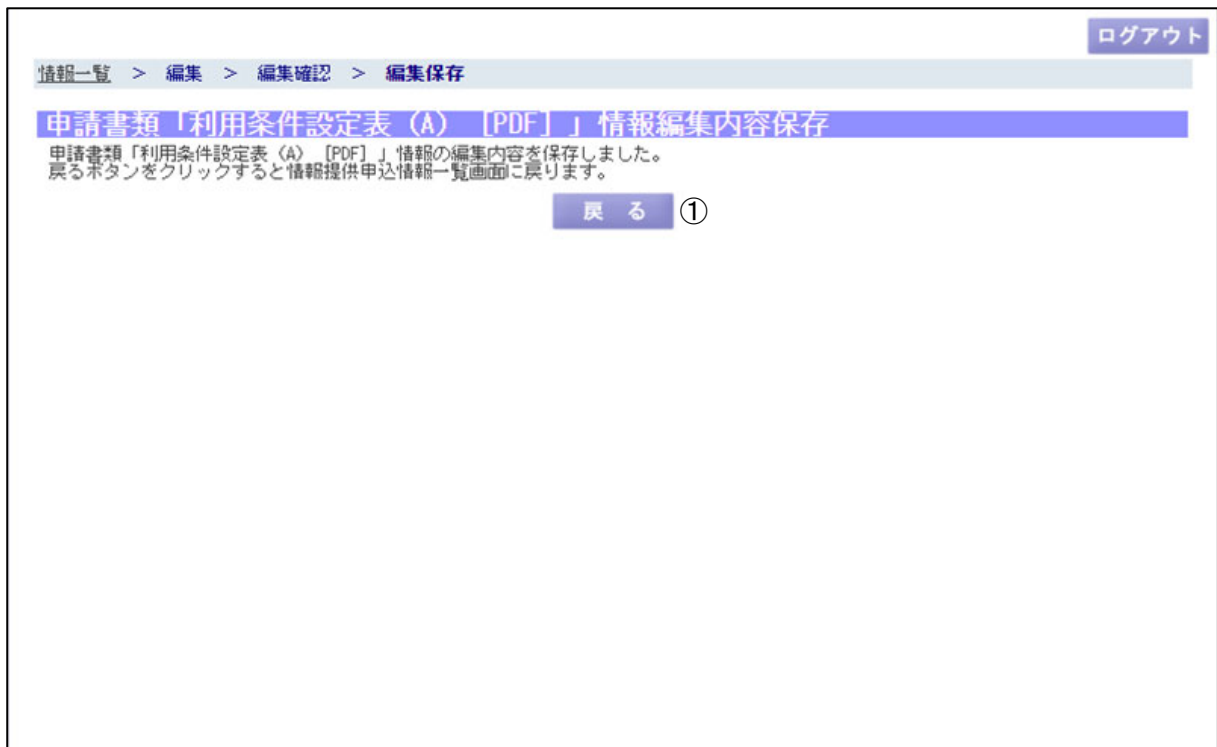 ログアウト
情報一覧 > 編集 > 編集確認 > 編集保存
申請書類「利用条件設定表（A） [PDF]」情報編集内容保存
申請書類「利用条件設定表（A） [PDF]」情報の編集内容を保存しました。
戻るボタンをクリックすると情報提供申込情報一覧画面に戻ります。
戻 る ①